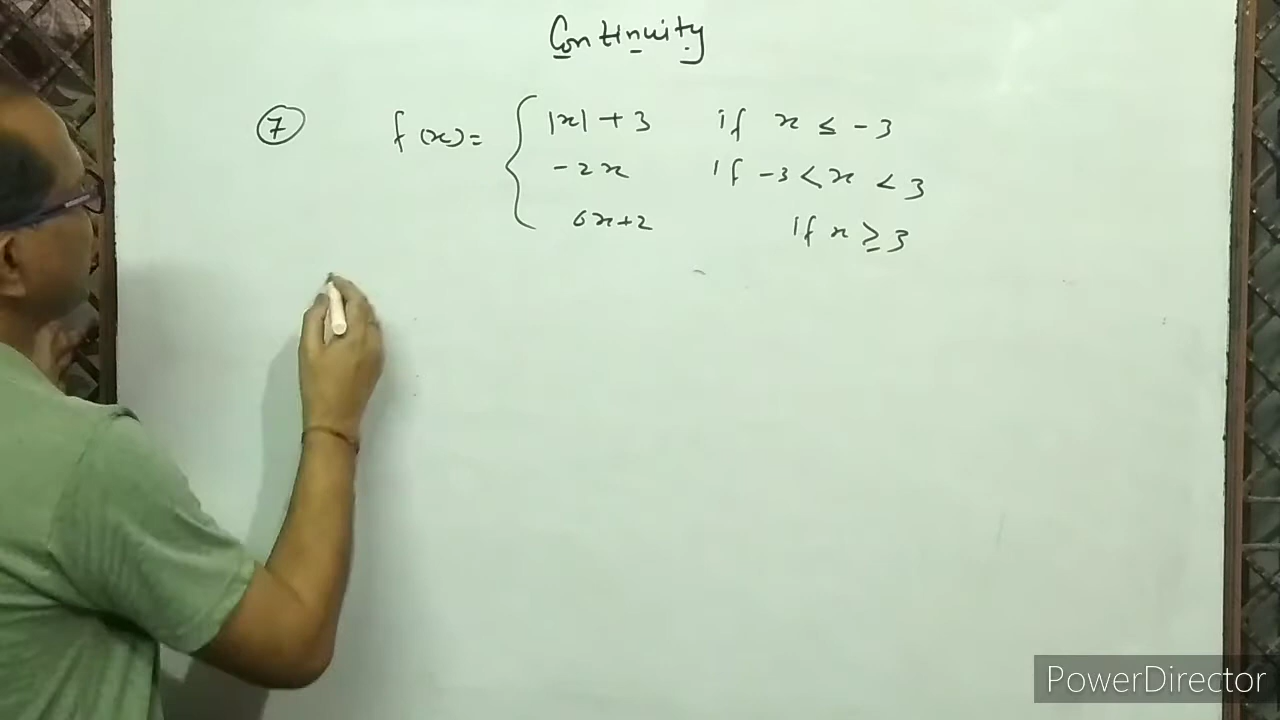 Continuity
⑦ f(x) = { |x| + 3 if x ≤ -3
-2x if -3 < x < 3
6x+2 if x ≥ 3
PowerDirector